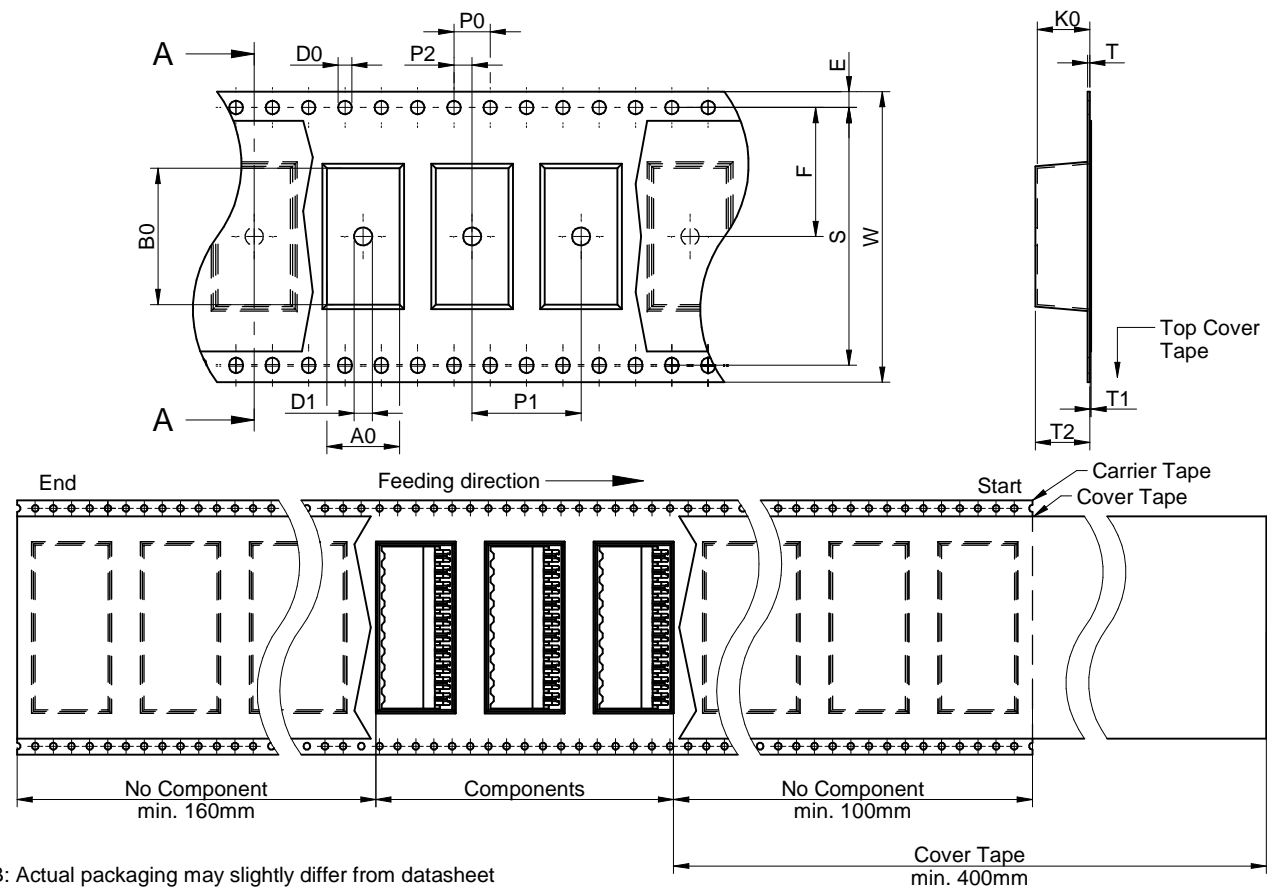 P0
K0
A
D0
P2
T
E
F
B0
S
W
Top Cover
Tape
D1
P1
T1
A
A0
T2
End
Feeding direction
Start
Carrier Tape
Cover Tape
No Component
min. 160mm
Components
No Component
min. 100mm
Cover Tape
min. 400mm
: Actual packaging may slightly differ from datasheet